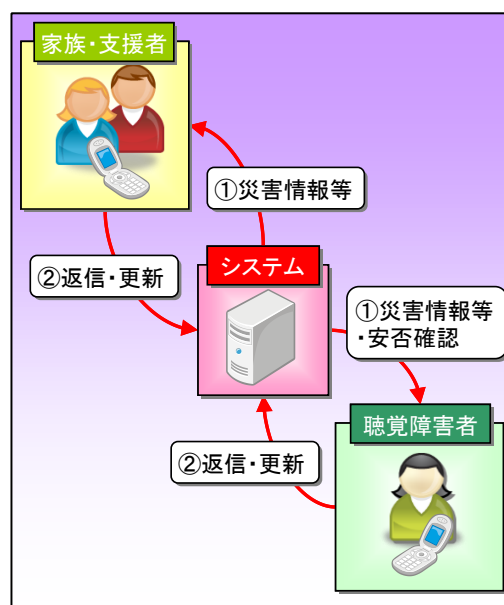 家族・支援者
①災害情報等
②返信・更新
システム
①災害情報等
・安否確認
聴覚障害者
②返信・更新